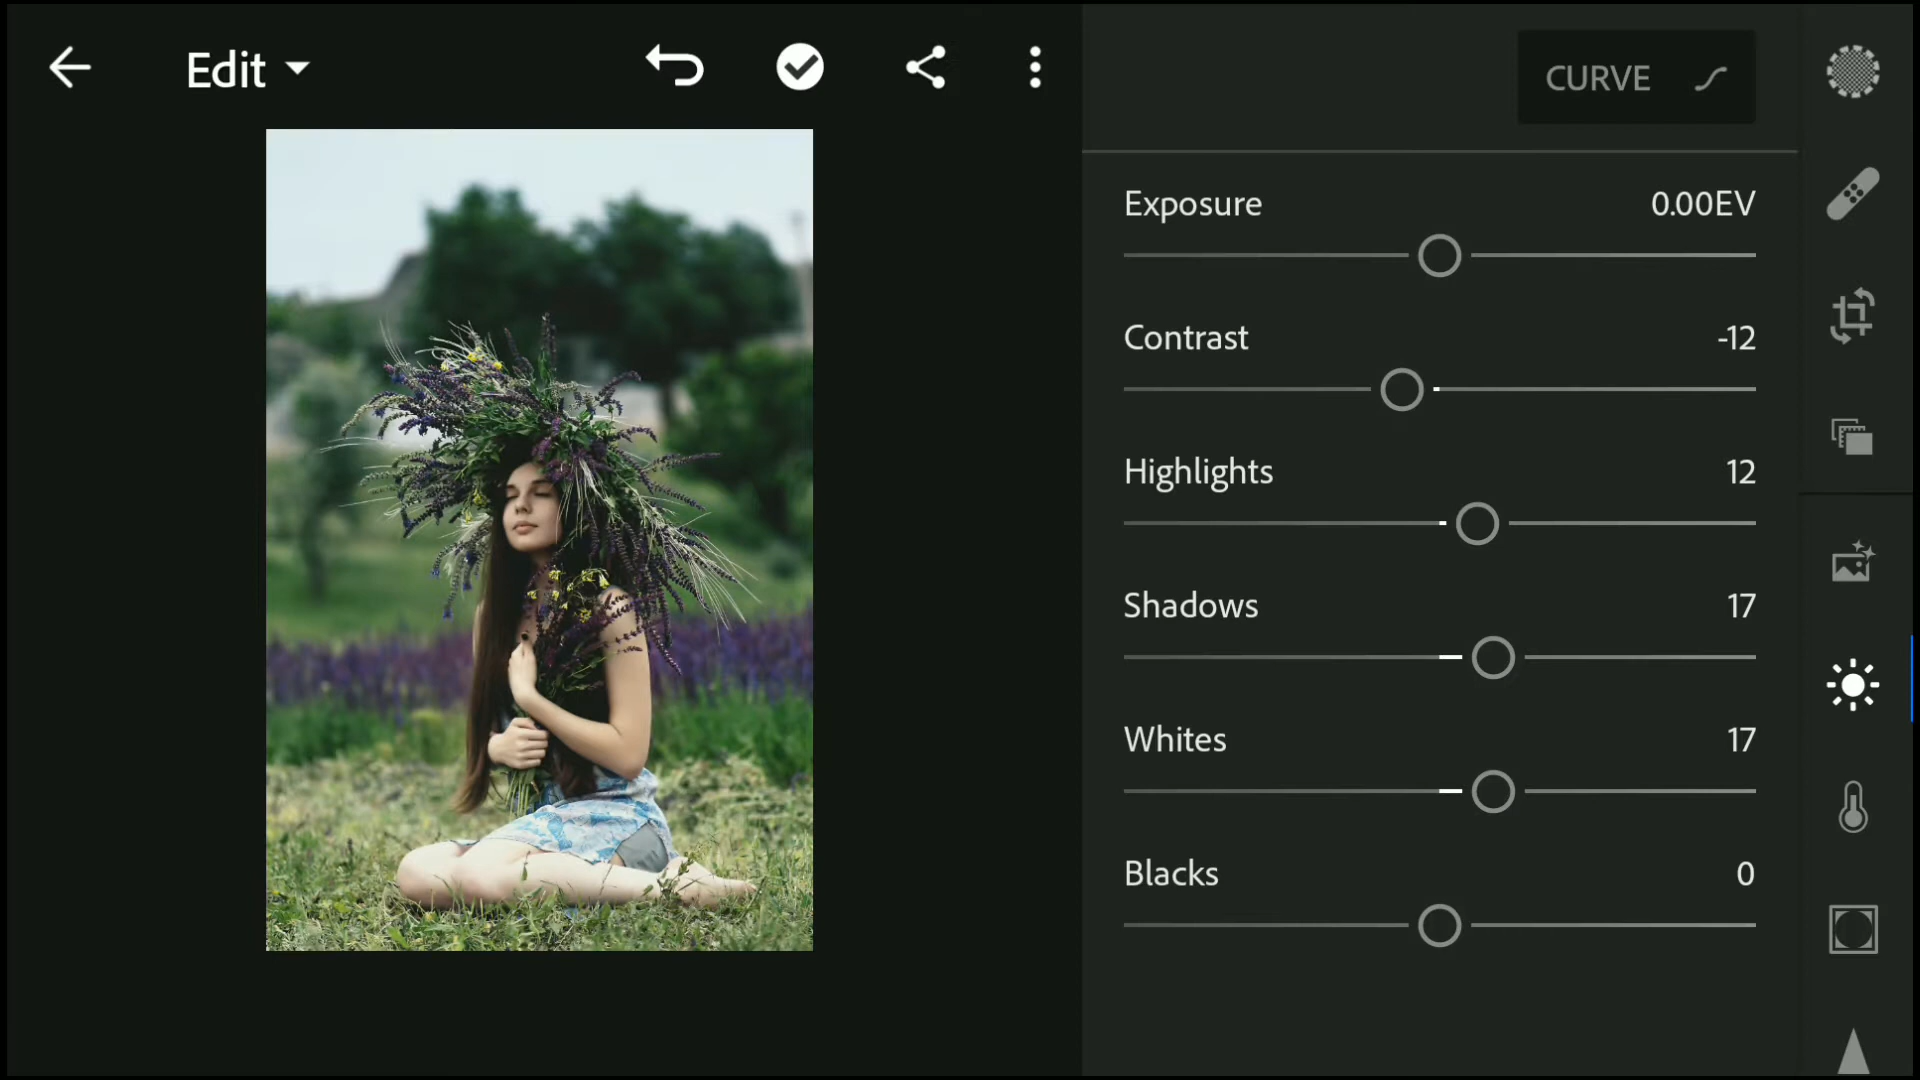 Edit
CURVE
Exposure 0.00EV
Contrast -12
Highlights 12
Shadows 17
Whites 17
Blacks 0